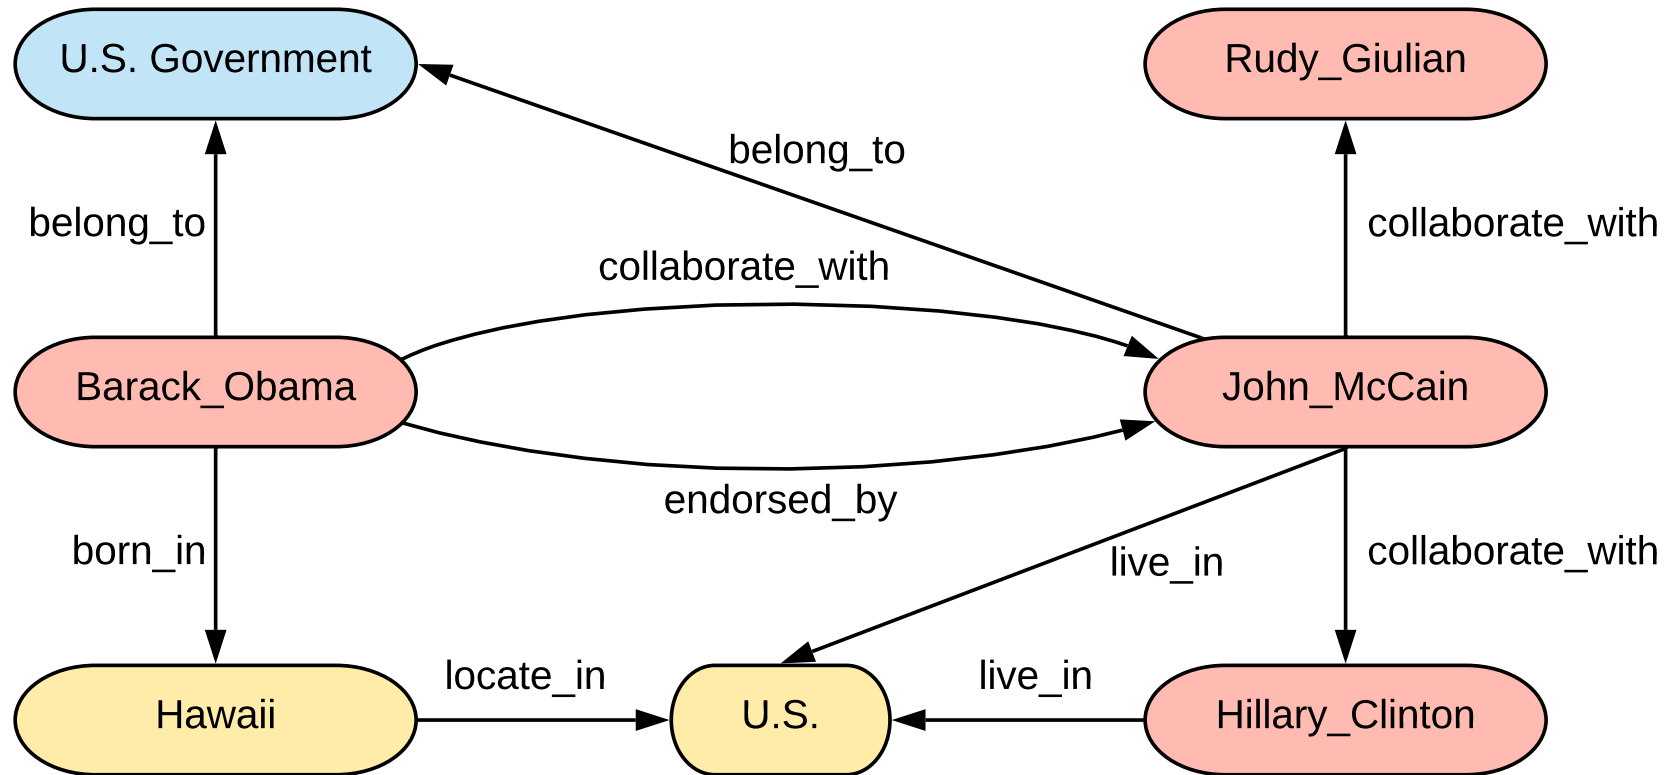 U.S. Government
Rudy_Giulian
belong_to
belong_to
collaborate_with
collaborate_with
Barack_Obama
John_McCain
endorsed_by
born_in
live_in
collaborate_with
locate_in
live_in
Hawaii
U.S.
Hillary_Clinton